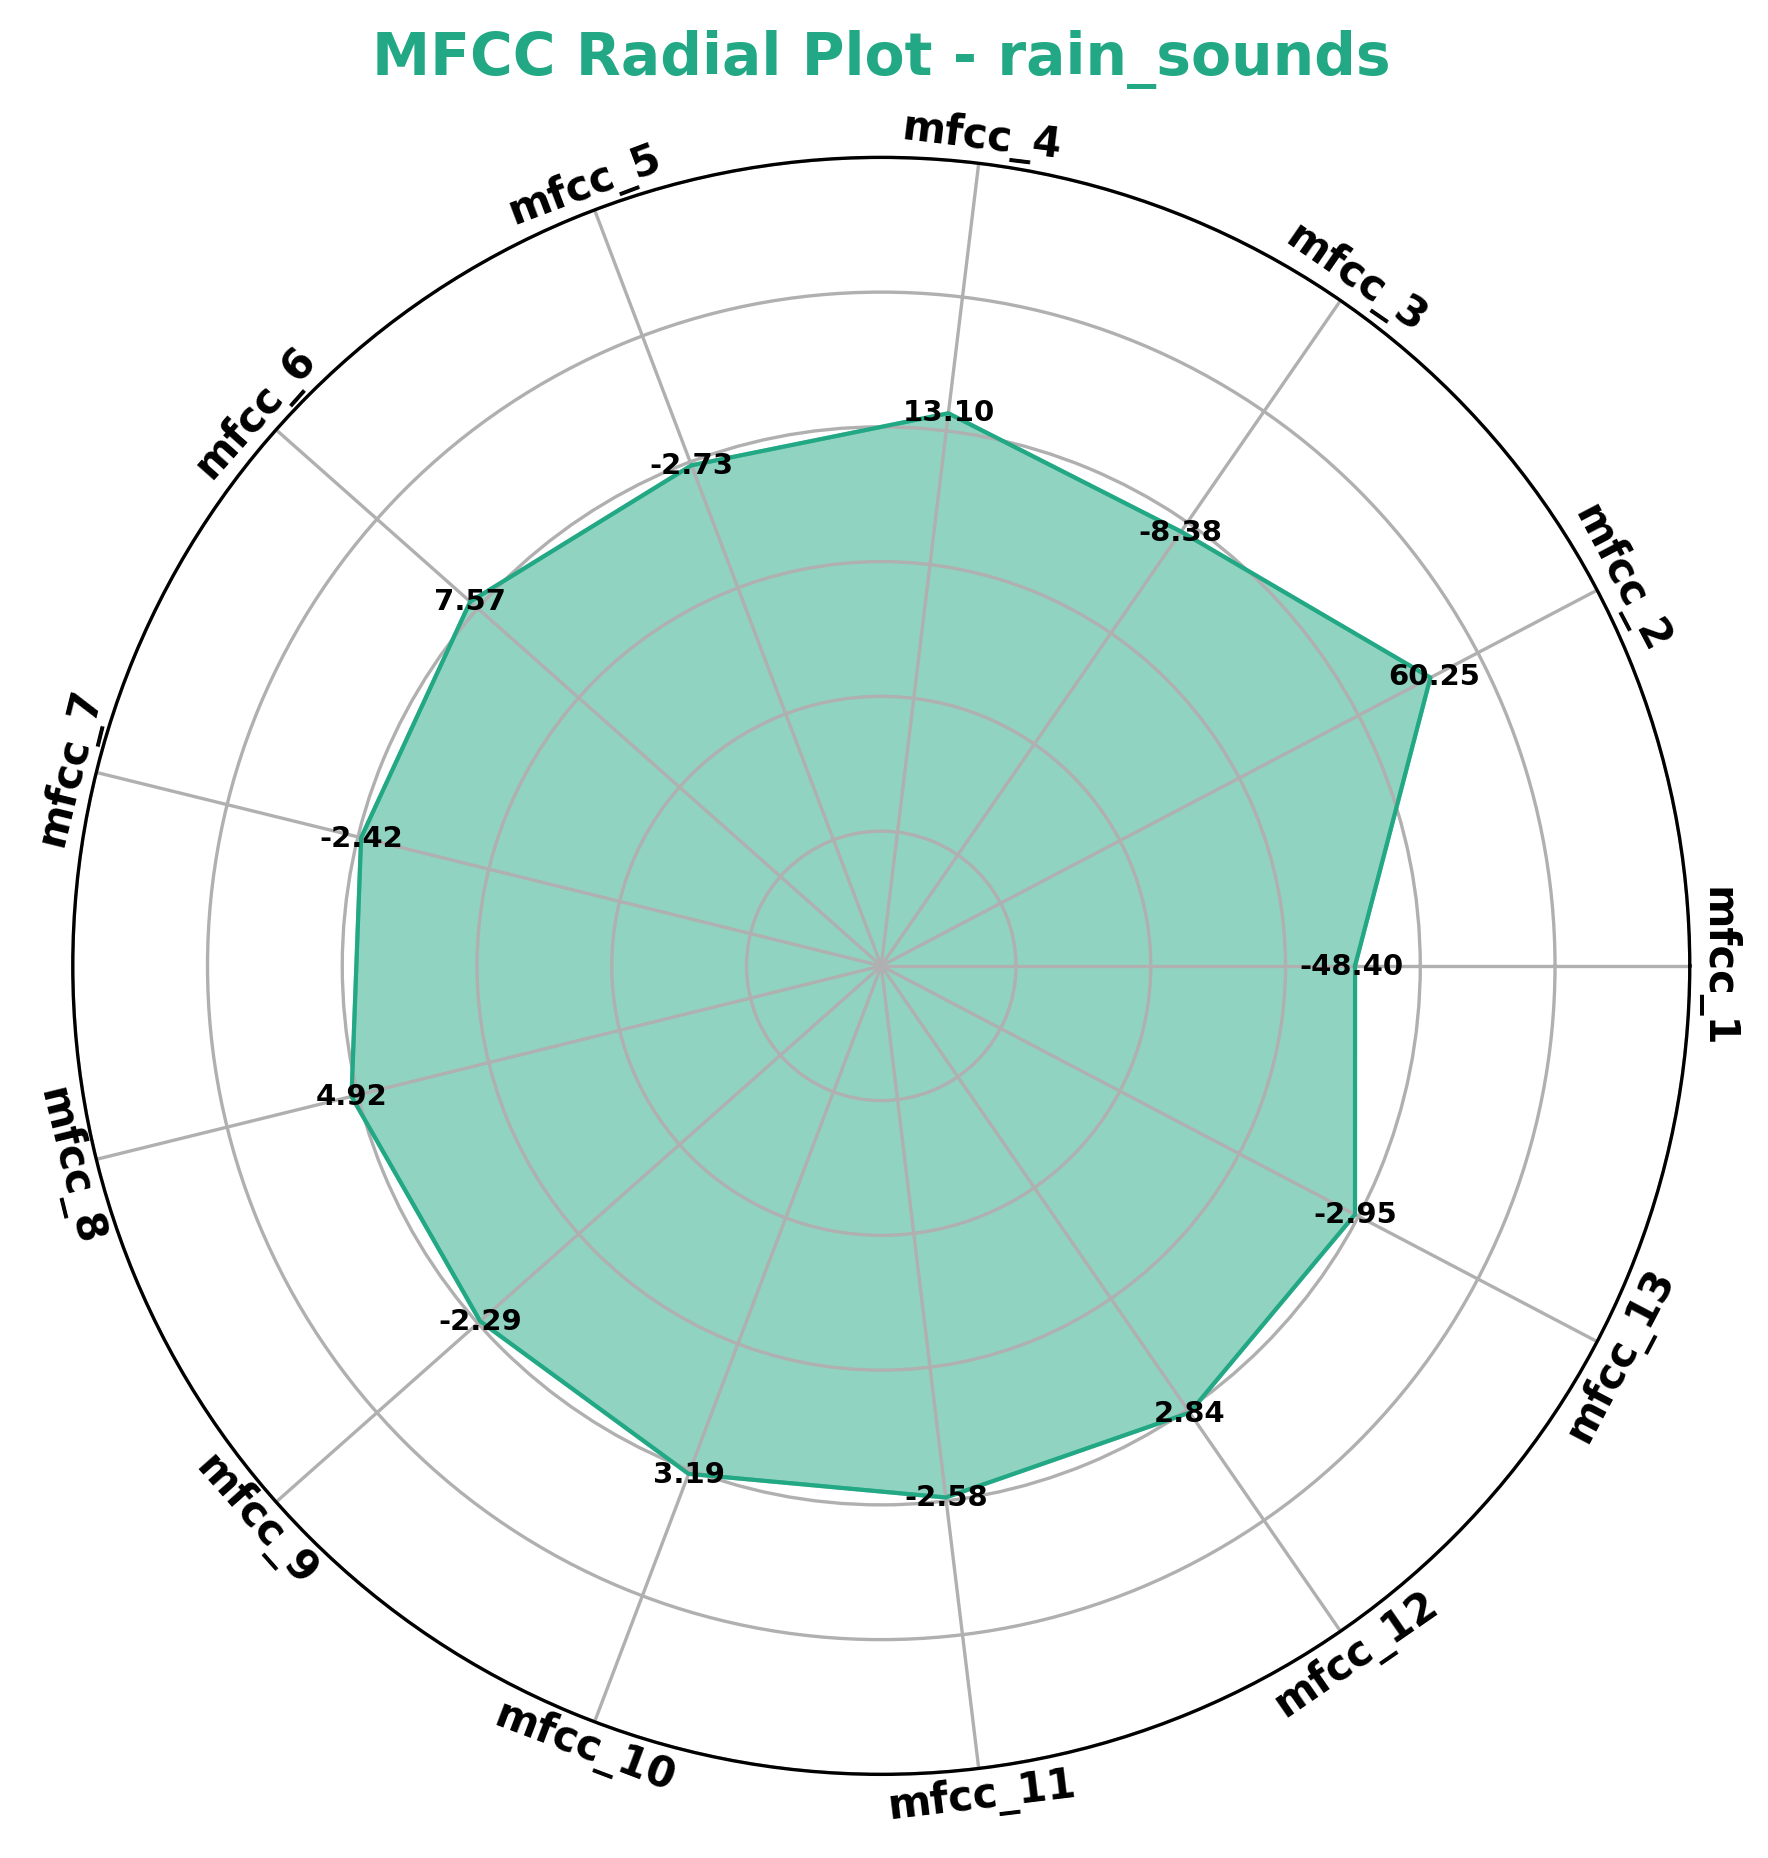 MFCC Radial Plot - rain_sounds
mfcc_4
mfcc_5
mfcc_3
mfcc_6
mfcc_2
mfcc_7
mfcc_1
mfcc_8
mfcc_13
mfcc_9
mfcc_12
mfcc_10
mfcc_11
13.10
-2.73
-8.38
7.57
60.25
-2.42
-48.40
4.92
-2.95
-2.29
2.84
3.19
-2.58